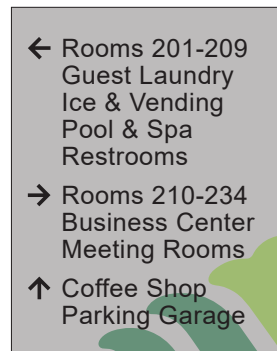 ← Rooms 201-209
Guest Laundry
Ice & Vending
Pool & Spa
Restrooms
→ Rooms 210-234
Business Center
Meeting Rooms
↑ Coffee Shop
Parking Garage